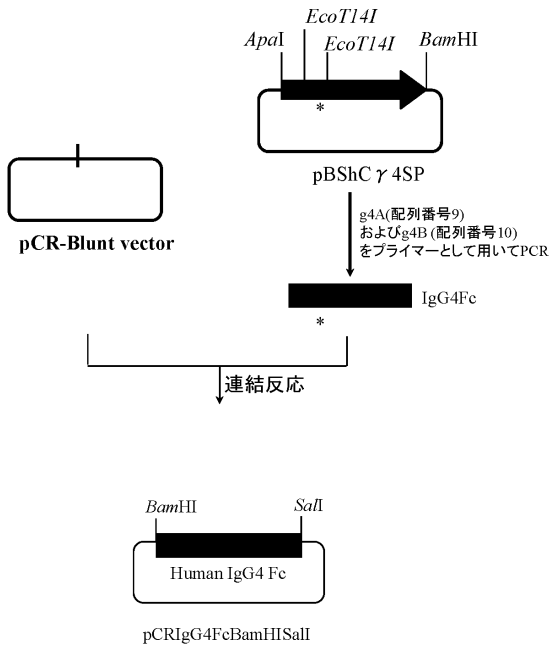 EcoT14I
ApaI
EcoT14I
BamHI
*
pBShCγ4SP
pCR-Blunt vector
g4A(配列番号9)
およびg4B (配列番号10)
をプライマーとして用いてPCR
IgG4Fc
*
連結反応
BamHI
SalI
Human IgG4 Fc
pCRIgG4FcBamHISalI